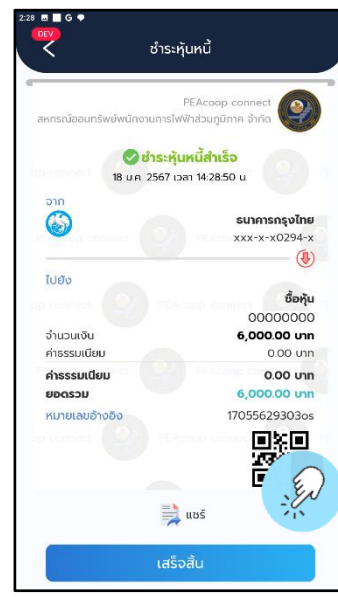 2:28
DEV
ชำระหุ้นหนี้
PEAcoop connect
สหกรณ์ออมทรัพย์พนักงานการไฟฟ้าส่วนภูมิภาค จำกัด
ชำระหุ้นหนี้สำเร็จ
18 ม.ค. 2567 เวลา 14:28:50 น.
จาก
ธนาคารกรุงไทย
xxx-x-x0294-x
ไปยัง
ซื้อหุ้น
00000000
จำนวนเงิน 6,000.00 บาท
ค่าธรรมเนียม 0.00 บาท
ค่าธรรมเนียม 0.00 บาท
ยอดรวม 6,000.00 บาท
หมายเลขอ้างอิง 17055629303os
แชร์
เสร็จสิ้น